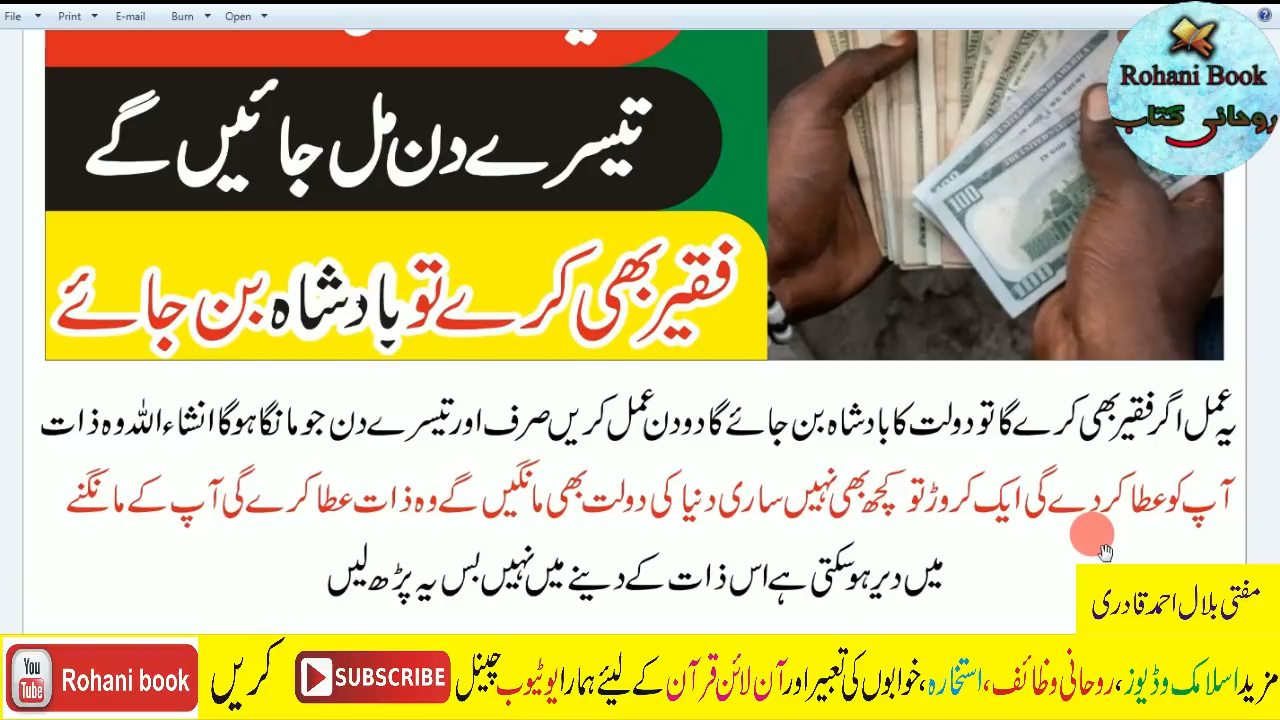 File Print E-mail Burn Open
Rohani Book
روحانی کتاب
تیسرے دن مل جائیں گے
فقیر بھی کرے تو بادشاہ بن جائے
یہ عمل اگر فقیر بھی کرے گا تو دولت کا بادشاہ بن جائے گا دو دن عمل کریں صرف اور تیسرے دن جو مانگا ہوگا انشاء اللہ وہ ذات
آپ کو عطا کر دے گی ایک کروڑ تو کچھ بھی نہیں ساری دنیا کی دولت بھی مانگیں گے وہ ذات عطا کرے گی آپ کے مانگنے
میں دیر ہو سکتی ہے اس ذات کے دینے میں نہیں بس یہ پڑھ لیں
مفتی بلال احمد قادری
مزید اسلامک وڈیوز، روحانی وظائف، استخارہ، خوابوں کی تعبیر اور آن لائن قرآن کے لیئے ہمارا یوٹیوب چینل SUBSCRIBE کریں
You Tube Rohani book